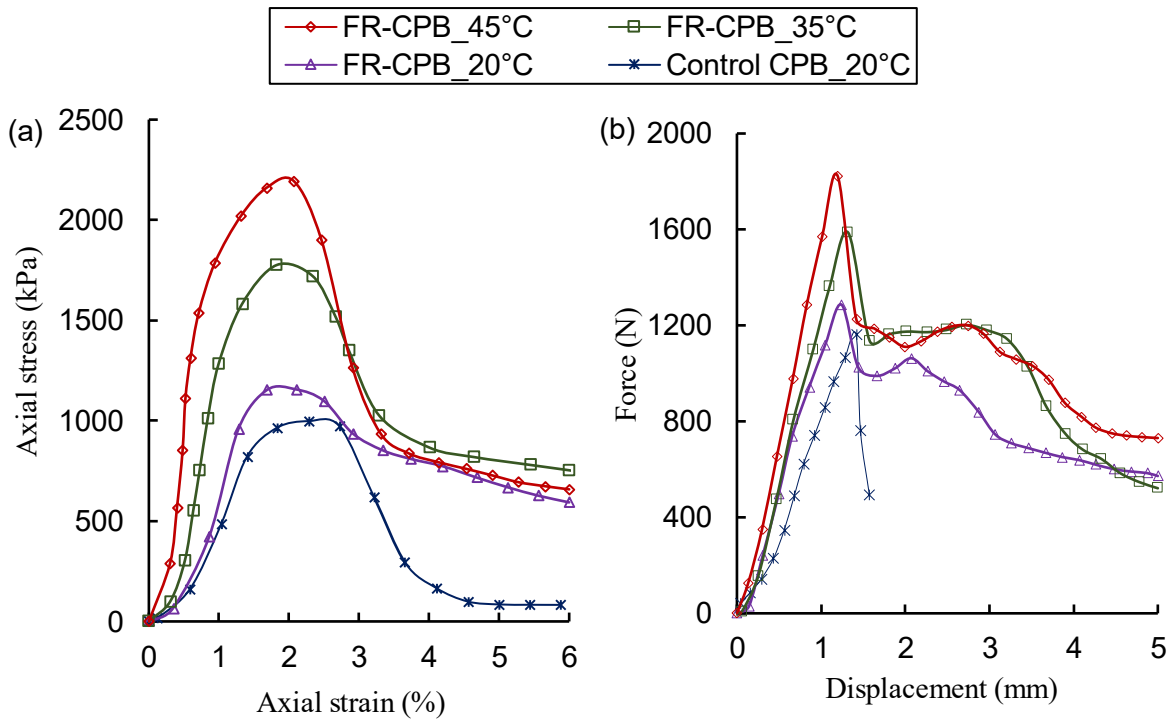 FR-CPB_45°C FR-CPB_35°C
FR-CPB_20°C Control CPB_20°C
(a)
Axial stress (kPa)
2500
2000
1500
1000
500
0
0 1 2 3 4 5 6
Axial strain (%)
(b)
Force (N)
2000
1600
1200
800
400
0
0 1 2 3 4 5
Displacement (mm)